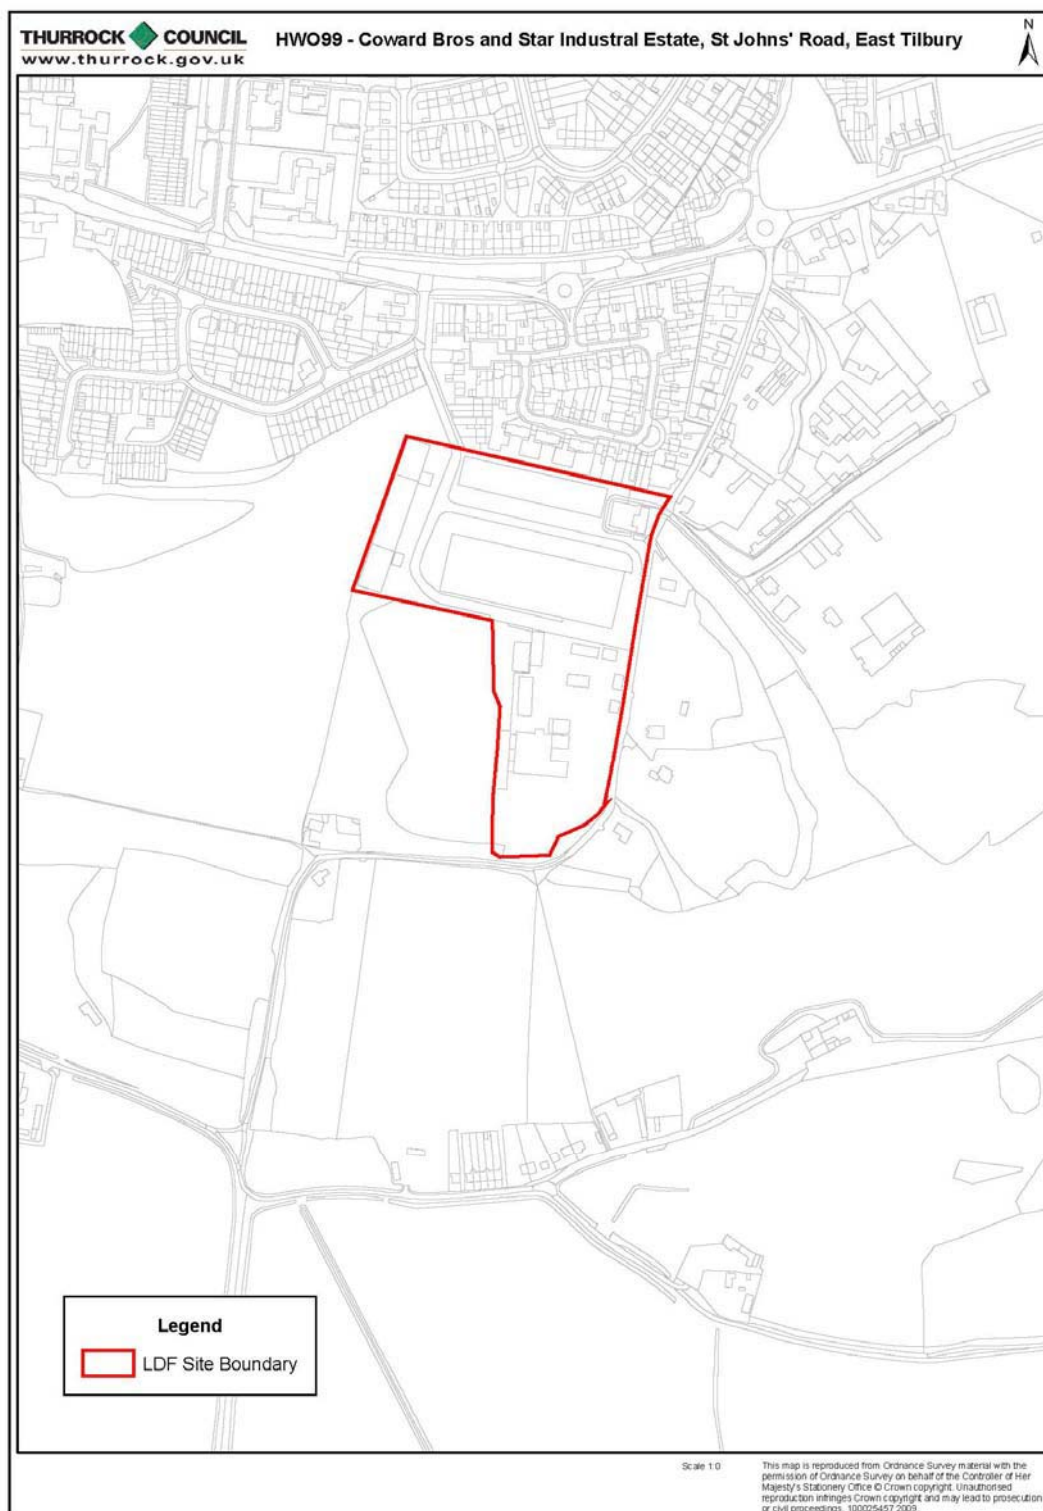 THURROCK COUNCIL
www.thurrock.gov.uk
HWO99 - Coward Bros and Star Industral Estate, St Johns' Road, East Tilbury
N
Legend
LDF Site Boundary
Scale 1:0
This map is reproduced from Ordnance Survey material with the
permission of Ordnance Survey on behalf of the Controller of Her
Majesty's Stationery Office © Crown copyright. Unauthorised
reproduction infringes Crown copyright and may lead to prosecution
or civil proceedings. 100025457 2009